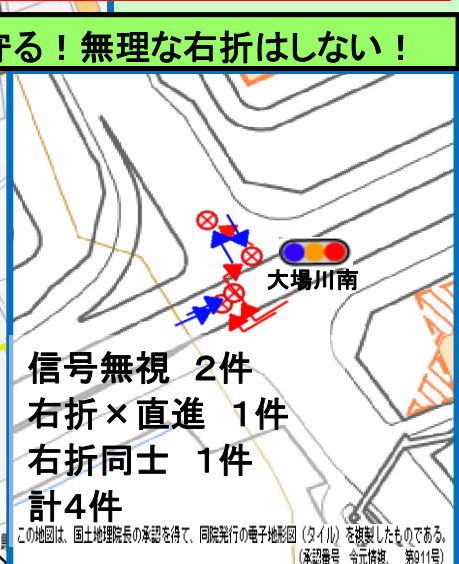 守る！無理な右折はしない！
大場川南
信号無視　2件
右折×直進　1件
右折同士　1件
計4件
この地図は、国土地理院長の承認を得て、同院発行の電子地形図（タイル）を複製したものである。
（承認番号　令元情複、　第911号）